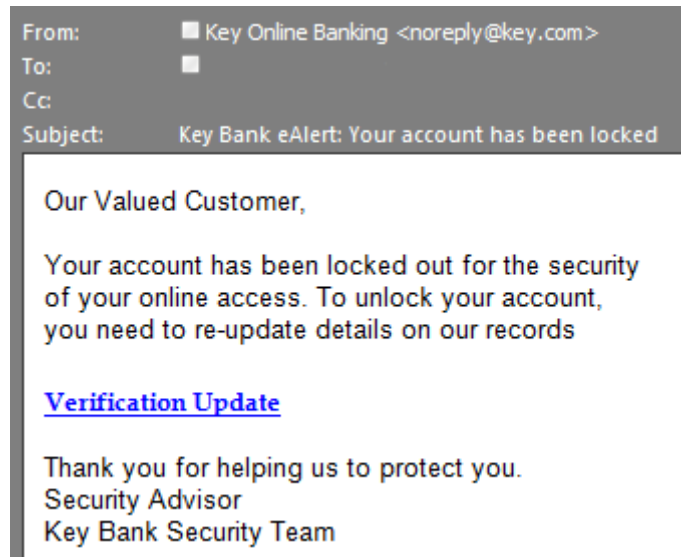 From: Key Online Banking <noreply@key.com>
To:
Cc:
Subject: Key Bank eAlert: Your account has been locked
Our Valued Customer,
Your account has been locked out for the security
of your online access. To unlock your account,
you need to re-update details on our records
Verification Update
Thank you for helping us to protect you.
Security Advisor
Key Bank Security Team